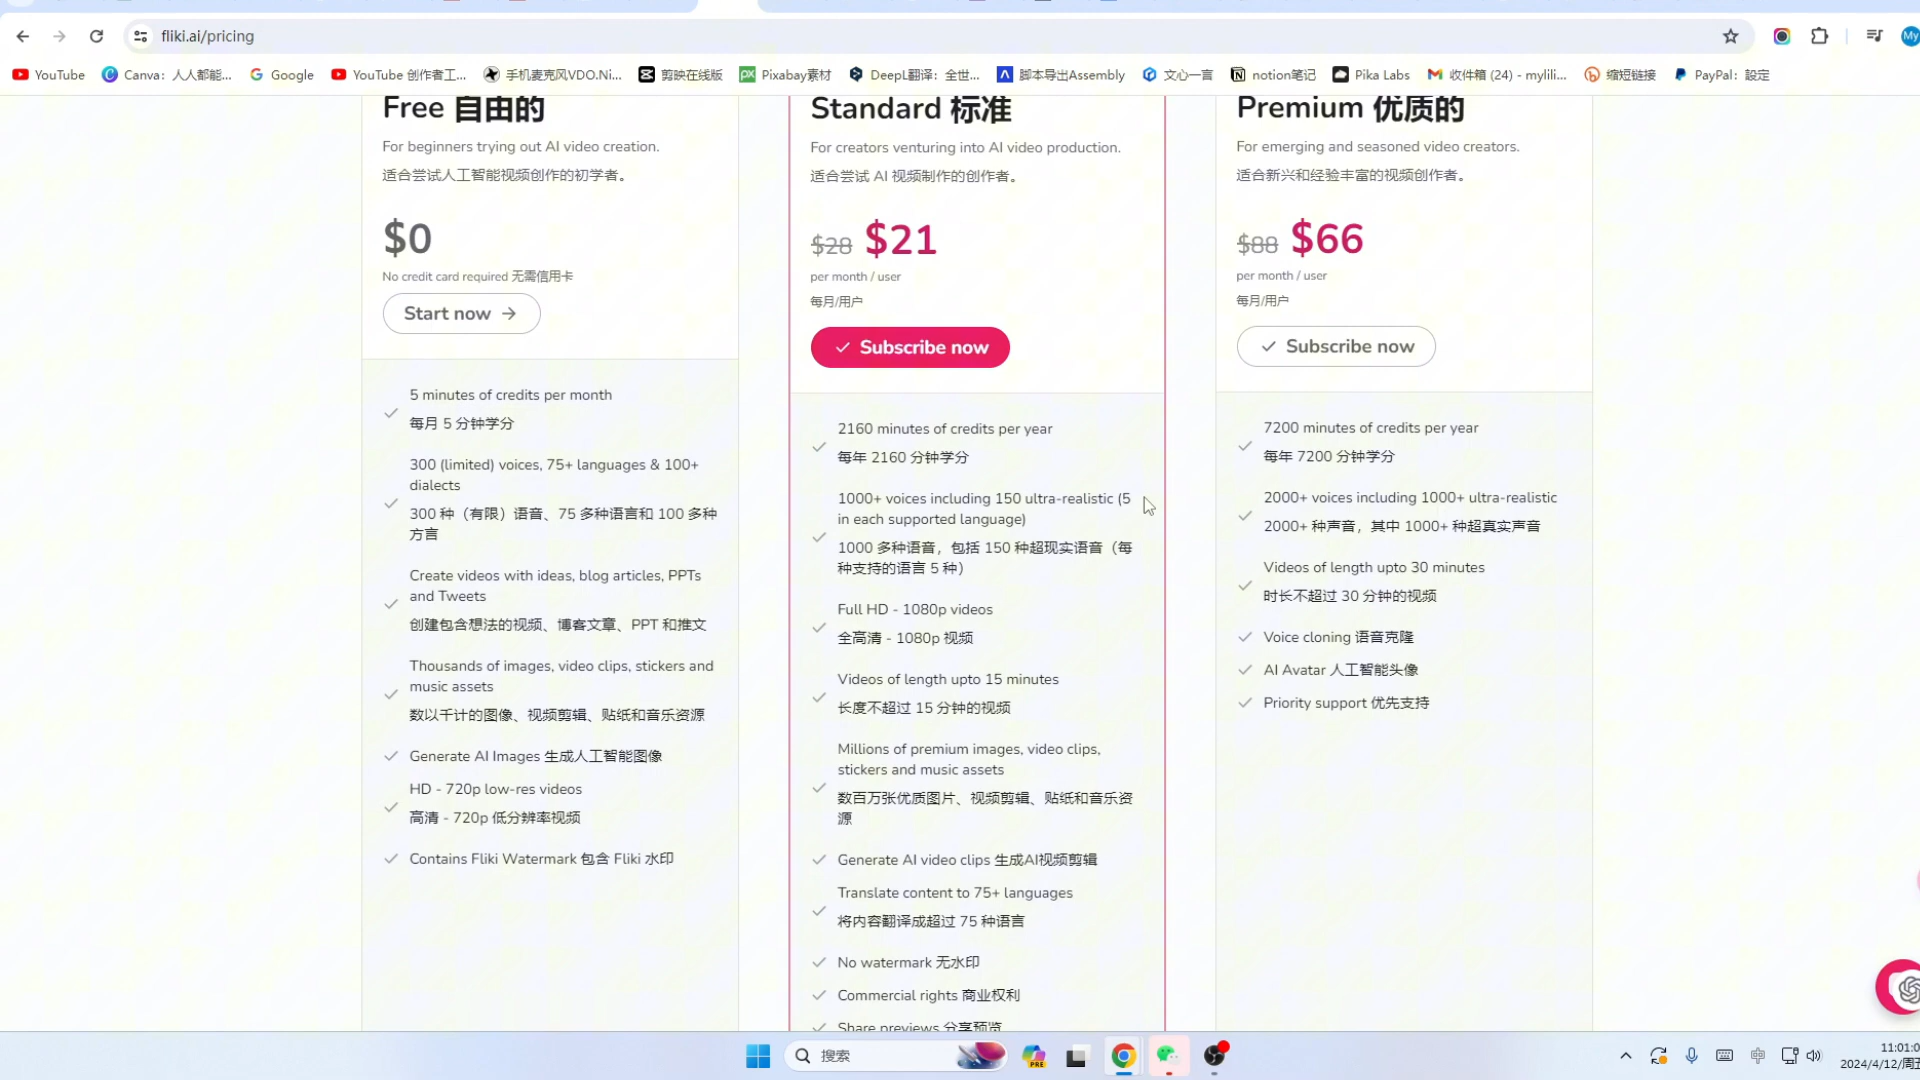 fliki.ai/pricing
My
YouTube
Canva：人人都能...
Google
YouTube 创作者工...
手机麦克风VDO.Ni...
剪映在线版
Pixabay素材
DeepL翻译：全世...
脚本导出Assembly
文心一言
notion笔记
Pika Labs
收件箱 (24) - mylili...
缩短链接
PayPal：設定
Free 自由的
For beginners trying out AI video creation.
适合尝试人工智能视频创作的初学者。
$0
No credit card required 无需信用卡
Start now →
5 minutes of credits per month
每月 5 分钟学分
300 (limited) voices, 75+ languages & 100+
dialects
300 种（有限）语音、75 多种语言和 100 多种
方言
Create videos with ideas, blog articles, PPTs
and Tweets
创建包含想法的视频、博客文章、PPT 和推文
Thousands of images, video clips, stickers and
music assets
数以千计的图像、视频剪辑、贴纸和音乐资源
Generate AI Images 生成人工智能图像
HD - 720p low-res videos
高清 - 720p 低分辨率视频
Contains Fliki Watermark 包含 Fliki 水印
Standard 标准
For creators venturing into AI video production.
适合尝试 AI 视频制作的创作者。
$28 $21
per month / user
每月/用户
Subscribe now
2160 minutes of credits per year
每年 2160 分钟学分
1000+ voices including 150 ultra-realistic (5
in each supported language)
1000 多种语音，包括 150 种超现实语音（每
种支持的语言 5 种）
Full HD - 1080p videos
全高清 - 1080p 视频
Videos of length upto 15 minutes
长度不超过 15 分钟的视频
Millions of premium images, video clips,
stickers and music assets
数百万张优质图片、视频剪辑、贴纸和音乐资
源
Generate AI video clips 生成AI视频剪辑
Translate content to 75+ languages
将内容翻译成超过 75 种语言
No watermark 无水印
Commercial rights 商业权利
Share previews 分享预览
Premium 优质的
For emerging and seasoned video creators.
适合新兴和经验丰富的视频创作者。
$88 $66
per month / user
每月/用户
Subscribe now
7200 minutes of credits per year
每年 7200 分钟学分
2000+ voices including 1000+ ultra-realistic
2000+ 种声音，其中 1000+ 种超真实声音
Videos of length upto 30 minutes
时长不超过 30 分钟的视频
Voice cloning 语音克隆
AI Avatar 人工智能头像
Priority support 优先支持
搜索
PRE
中
11:01:0
2024/4/12/周五